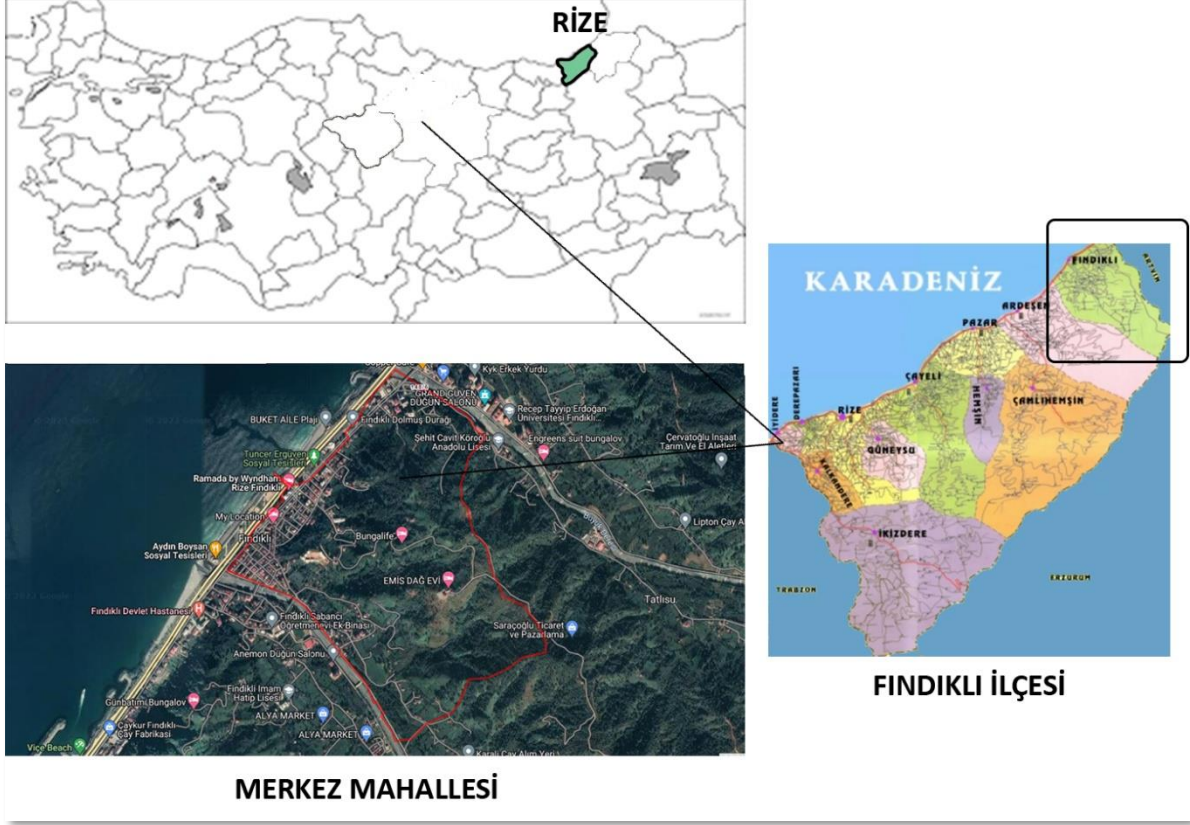 RİZE
KARADENİZ
FINDIKLI
ARTVİN
ARDEŞEN
PAZAR
ÇAYELİ
HEMŞİN
ÇAMLIHEMŞİN
DEREPAZARI
RİZE
GÜNEYSU
KALKANDERE
İKİZDERE
TRABZON
ERZURUM
FINDIKLI İLÇESİ
Kyk Erkek Yurdu
GRAND GÜVEN
DÜĞÜN SALONU
BUKET AİLE Plajı
Fındıklı Dolmuş Durağı
Recep Tayyip Erdoğan
Üniversitesi Fındıklı...
Şehit Cavit Köroğlu
Anadolu Lisesi
Engreens suit bungalov
Çervatoğlu İnşaat
Tarım Ve El Aletleri
Tuncer Ergüven
Sosyal Tesisleri
Ramada by Wyndham
Rize Fındıklı
My Location
Fındıklı
Lipton Çay A
Bungalife
Aydın Boysan
Sosyal Tesisleri
EMİS DAĞ EVİ
Tatlısu
Fındıklı Devlet Hastanesi
Fındıklı Sabancı
Öğretmenevi Ek Binası
Saraçoğlu Ticaret
ve Pazarlama
Anemon Düğün Salonu
Fındıklı İmam
Hatip Lisesi
Günbatımı Bungalov
ALYA MARKET
Çaykur Fındıklı
Çay Fabrikası
ALYA MARKET
Viçe Beach
Karali Çay Alım Yeri
MERKEZ MAHALLESİ